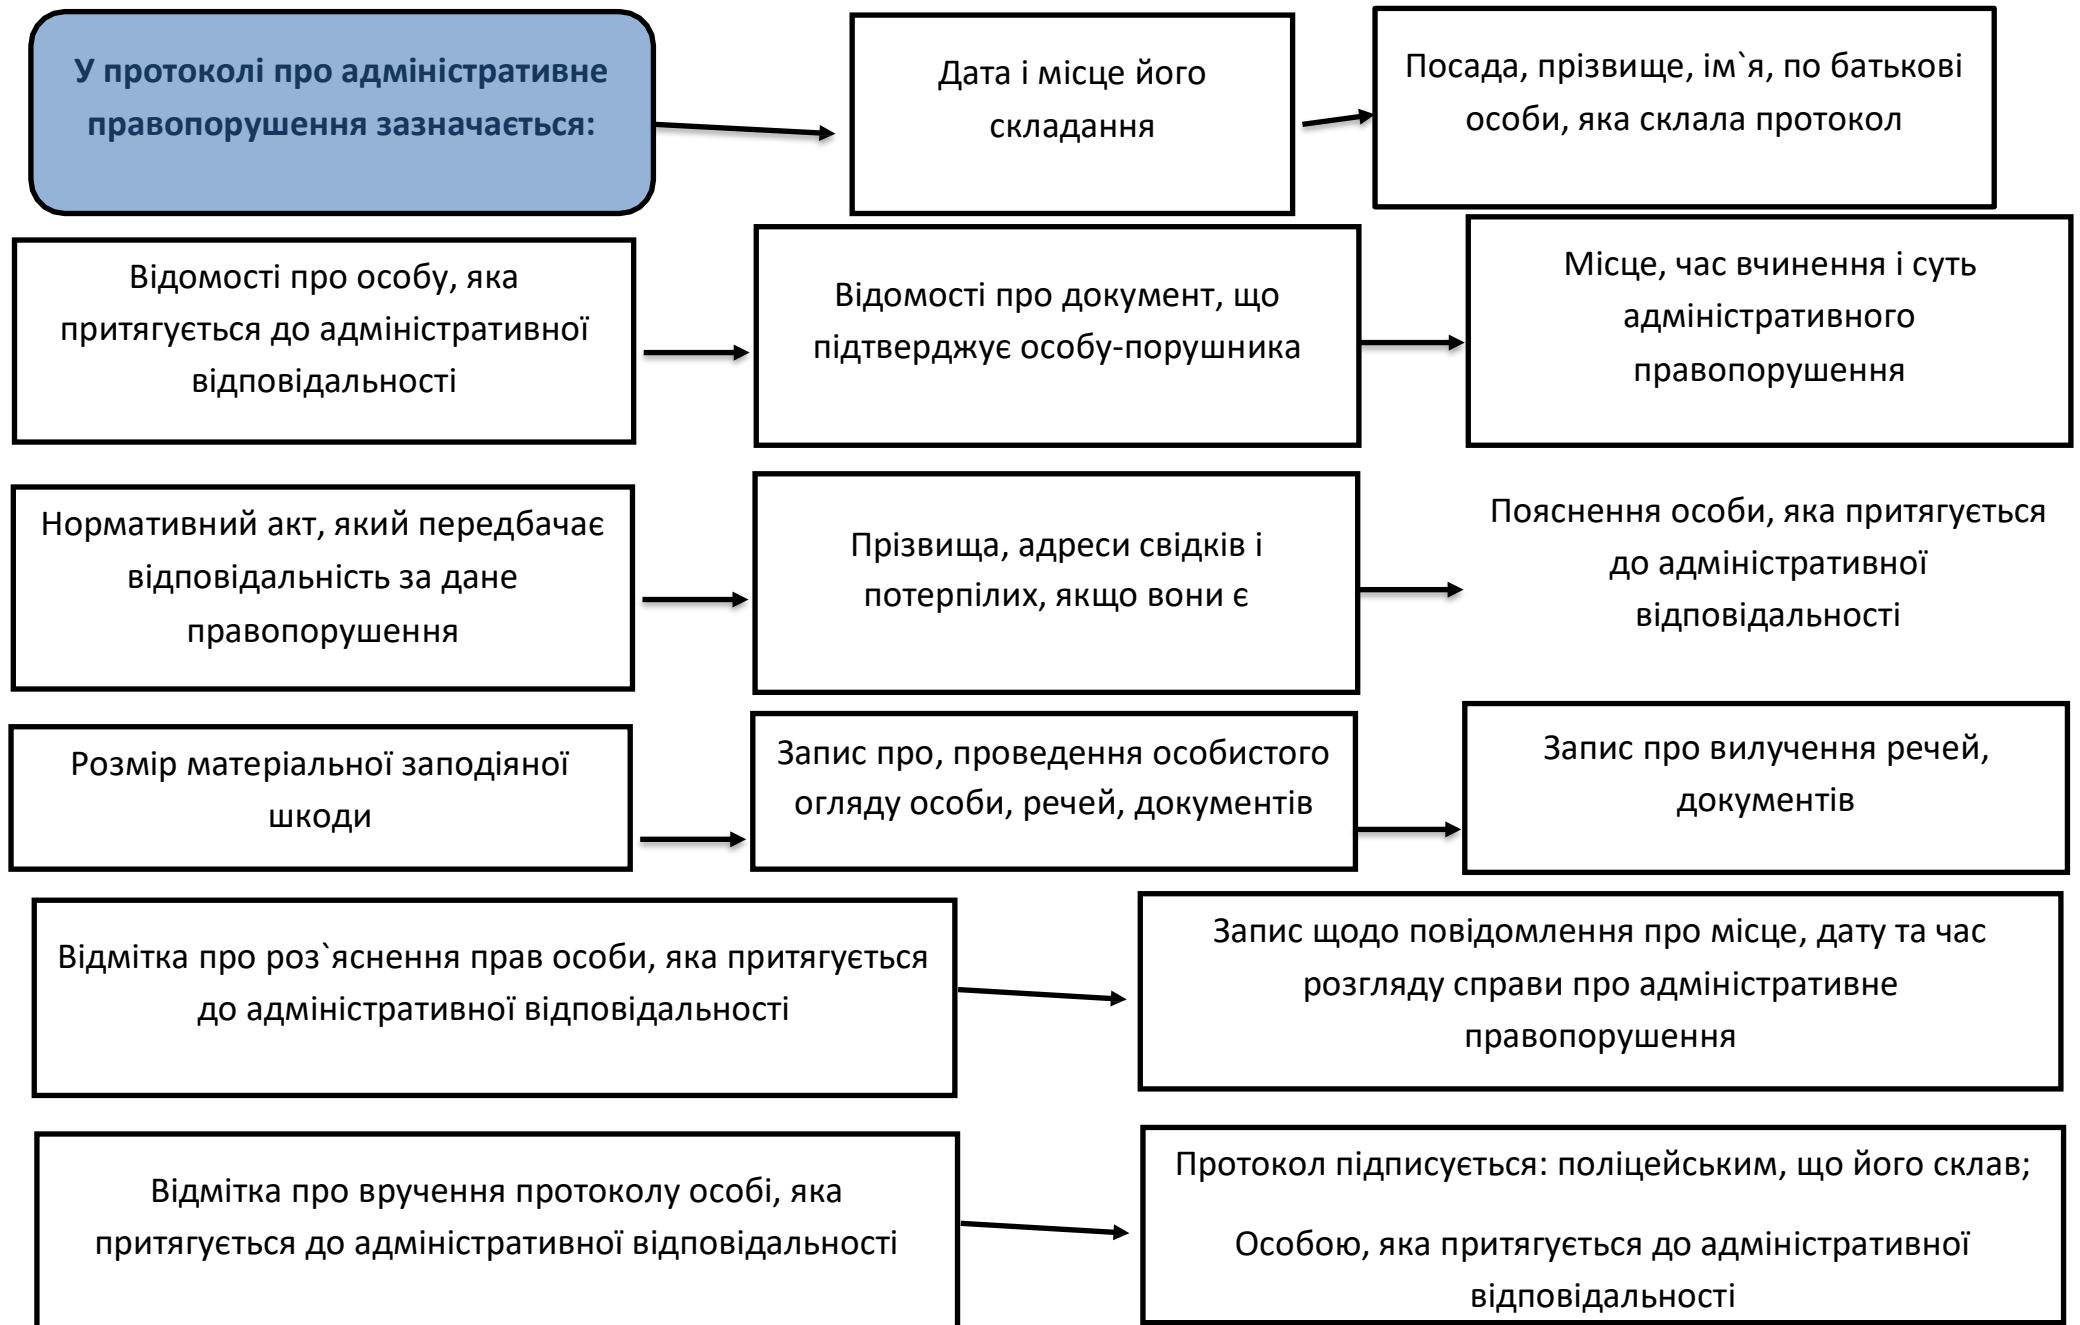 У протоколі про адміністративне
правопорушення зазначається:
Дата і місце його
складання
Посада, прізвище, ім`я, по батькові
особи, яка склала протокол
Відомості про особу, яка
притягується до адміністративної
відповідальності
Відомості про документ, що
підтверджує особу-порушника
Місце, час вчинення і суть
адміністративного
правопорушення
Нормативний акт, який передбачає
відповідальність за дане
правопорушення
Прізвища, адреси свідків і
потерпілих, якщо вони є
Пояснення особи, яка притягується
до адміністративної
відповідальності
Розмір матеріальної заподіяної
шкоди
Запис про, проведення особистого
огляду особи, речей, документів
Запис про вилучення речей,
документів
Відмітка про роз`яснення прав особи, яка притягується
до адміністративної відповідальності
Запис щодо повідомлення про місце, дату та час
розгляду справи про адміністративне
правопорушення
Відмітка про вручення протоколу особі, яка
притягується до адміністративної відповідальності
Протокол підписується: поліцейським, що його склав;
Особою, яка притягується до адміністративної
відповідальності